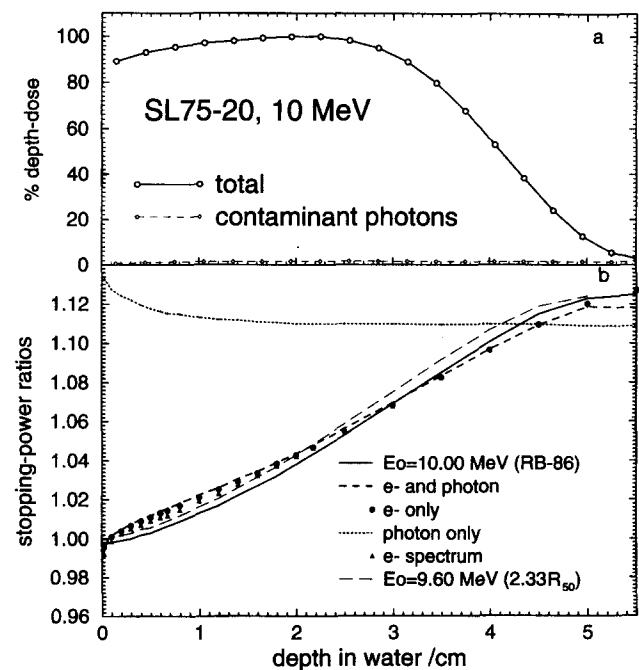 100
80
60
40
20
0
% depth-dose
a
SL75-20, 10 MeV
total
contaminant photons
b
1.12
1.10
1.08
1.06
1.04
1.02
1.00
0.98
0.96
stopping-power ratios
Eo=10.00 MeV (RB-86)
e- and photon
e- only
photon only
e- spectrum
Eo=9.60 MeV (2.33R50)
0 1 2 3 4 5
depth in water /cm